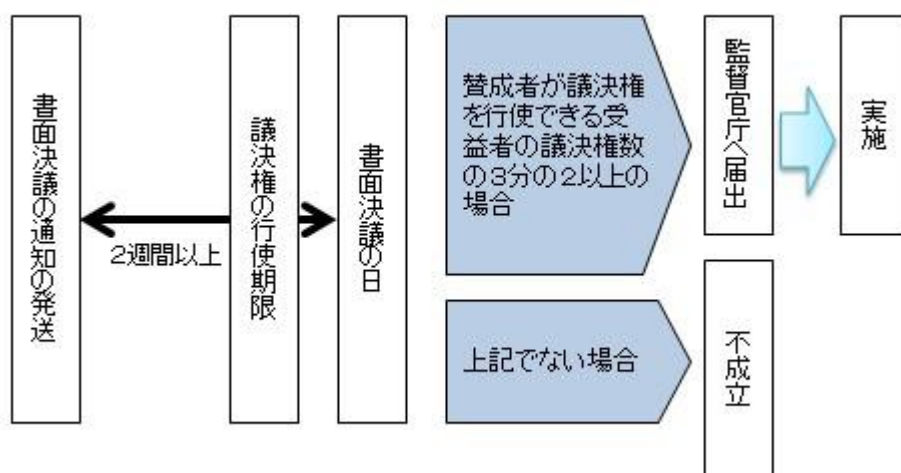 書面決議の通知の発送
2週間以上
議決権の行使期限
書面決議の日
賛成者が議決権
を行使できる受
益者の議決権数
の3分の2以上の
場合
監督官庁へ届出
実施
上記でない場合
不成立